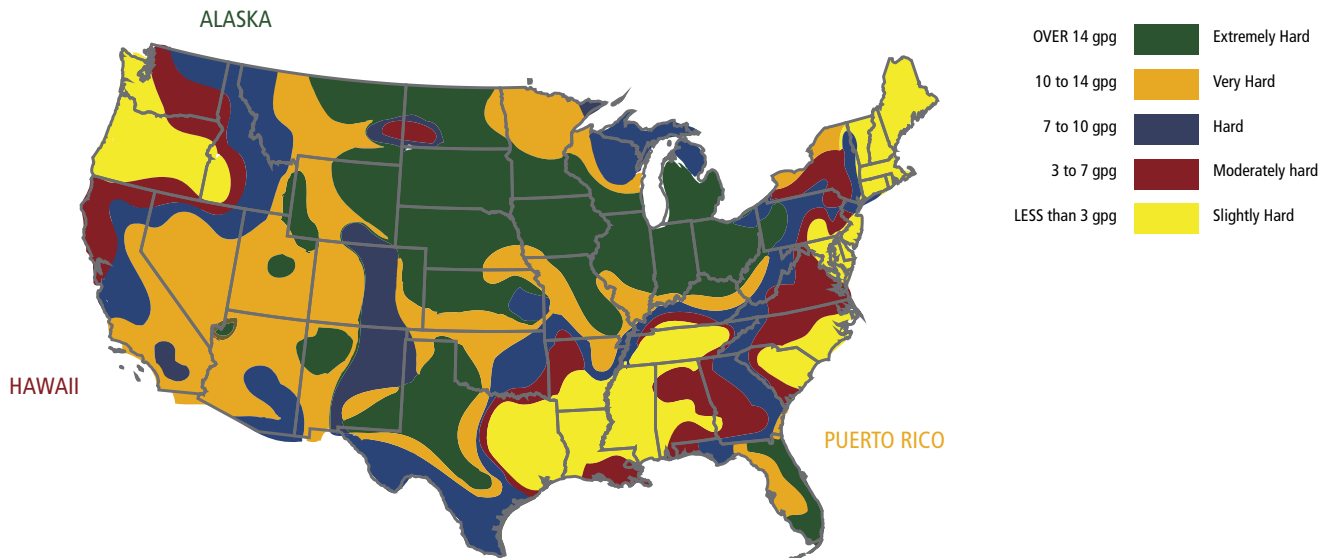 ALASKA
HAWAII
PUERTO RICO
OVER 14 gpg Extremely Hard
10 to 14 gpg Very Hard
7 to 10 gpg Hard
3 to 7 gpg Moderately hard
LESS than 3 gpg Slightly Hard